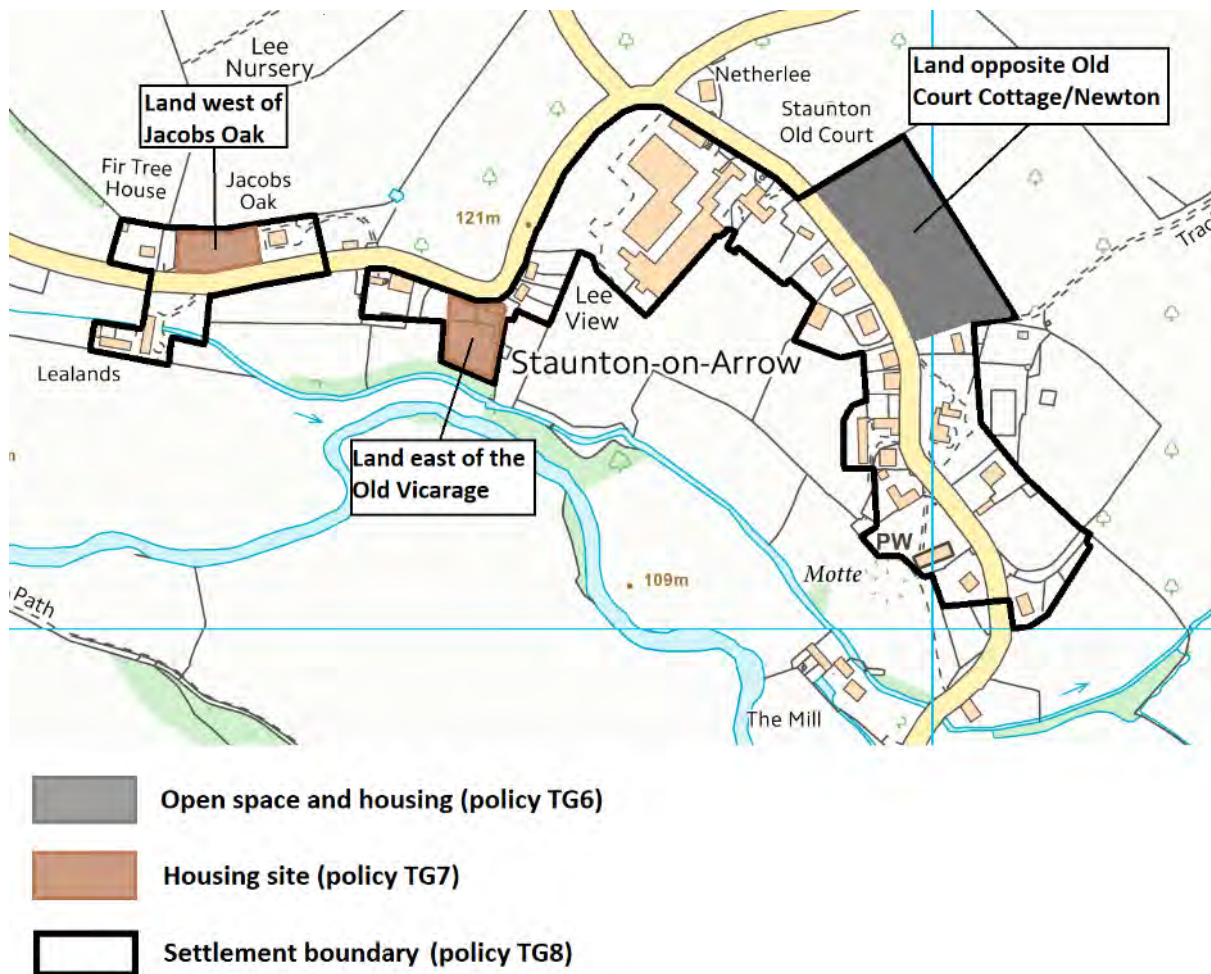 Lee
Nursery
Land west of
Jacobs Oak
Fir Tree
House
Jacobs
Oak
121m
Netherlee
Staunton
Old Court
Land opposite Old
Court Cottage/Newton
Trac
Lee
View
Staunton-on-Arrow
Lealands
Land east of the
Old Vicarage
m
PW
Motte
109m
Path
The Mill
Open space and housing (policy TG6)
Housing site (policy TG7)
Settlement boundary (policy TG8)